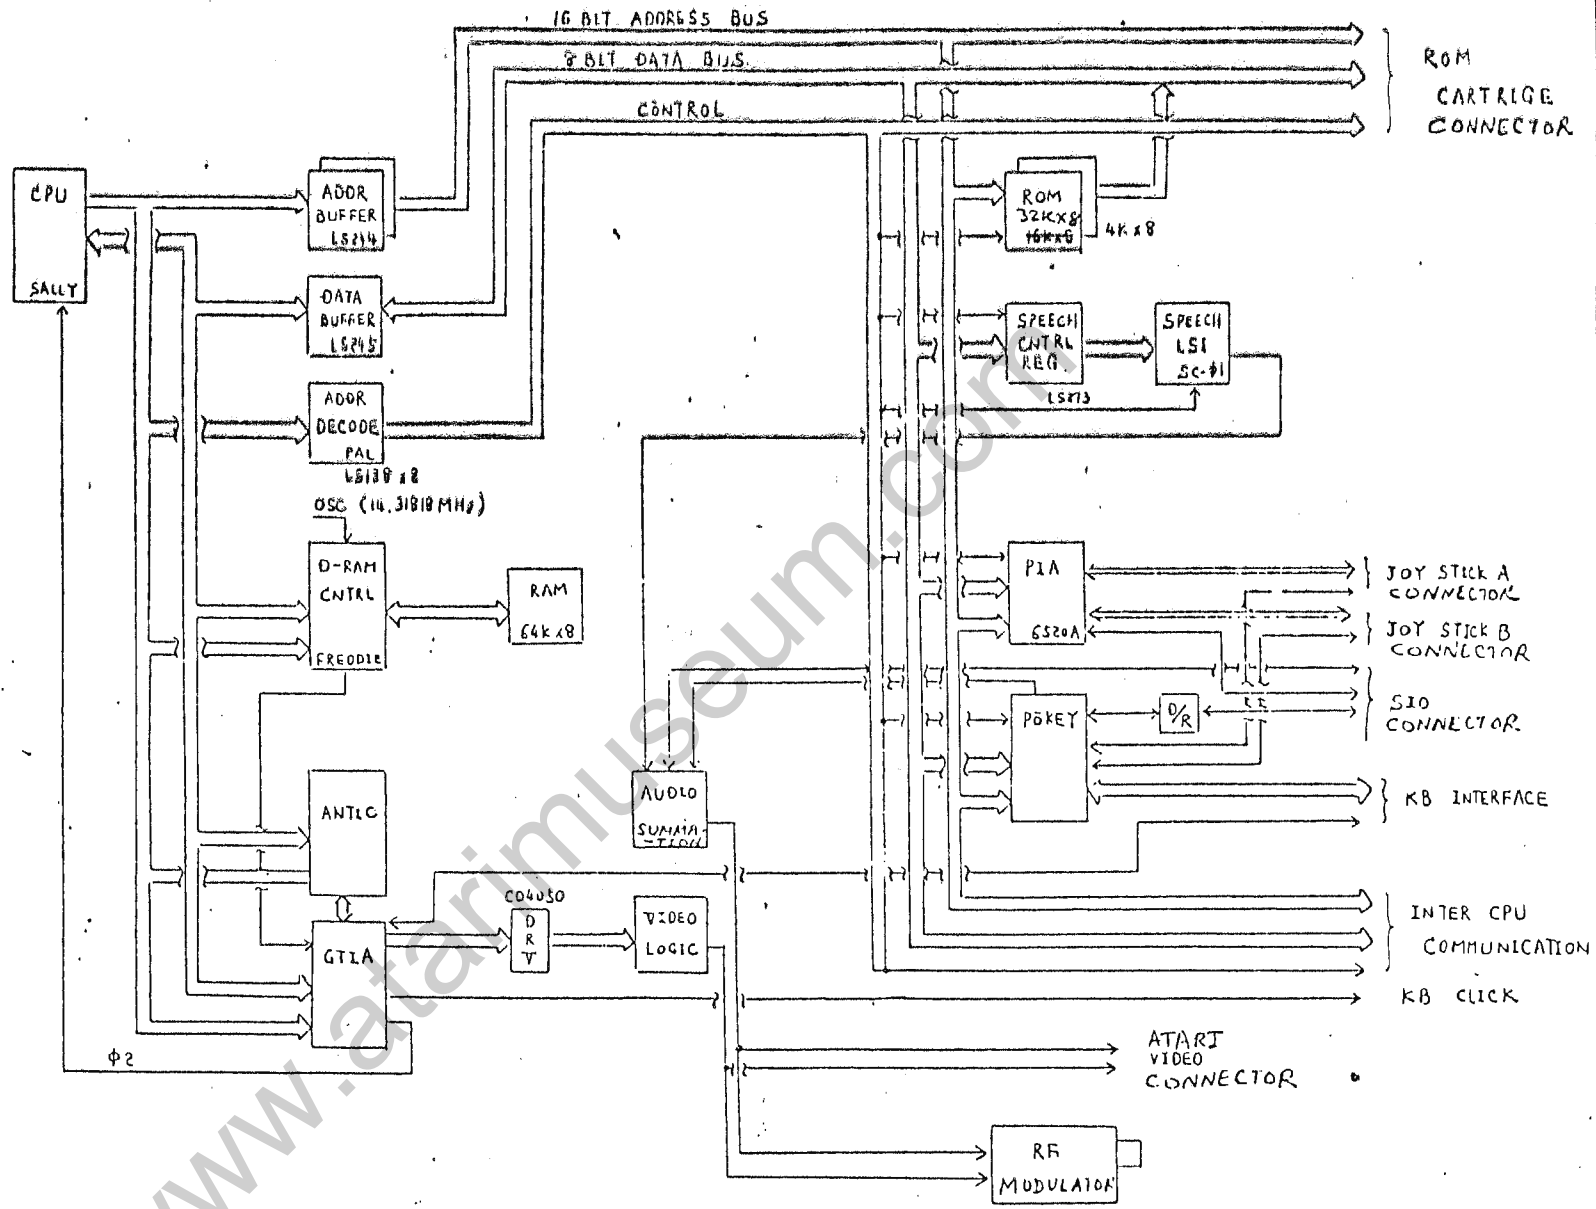 16 BIT ADDRESS BUS
8 BIT DATA BUS
CONTROL
ROM
CARTRIGE
CONNECTOR
CPU
SALLY
ADDR
BUFFER
LS244
DATA
BUFFER
LS245
ADDR
DECODE
PAL
LS138 x 2
OSC (14.31818MHz)
D-RAM
CNTRL
FREDDIE
RAM
64K x8
ANTIC
GTIA
φ2
CD4050
DRV
VIDEO
LOGIC
AUDIO
SUMMA-
TION
ROM
32K x 8
16K x 8
4K x 8
SPEECH
CNTRL
REG.
LS273
SPEECH
LSI
SC-φ1
PIA
6520A
POKEY
D/R
JOY STICK A
CONNECTOR
JOY STICK B
CONNECTOR
SIO
CONNECTOR
KB INTERFACE
INTER CPU
COMMUNICATION
KB CLICK
ATARI
VIDEO
CONNECTOR
RF
MODULATOR
www.atarimuseum.com